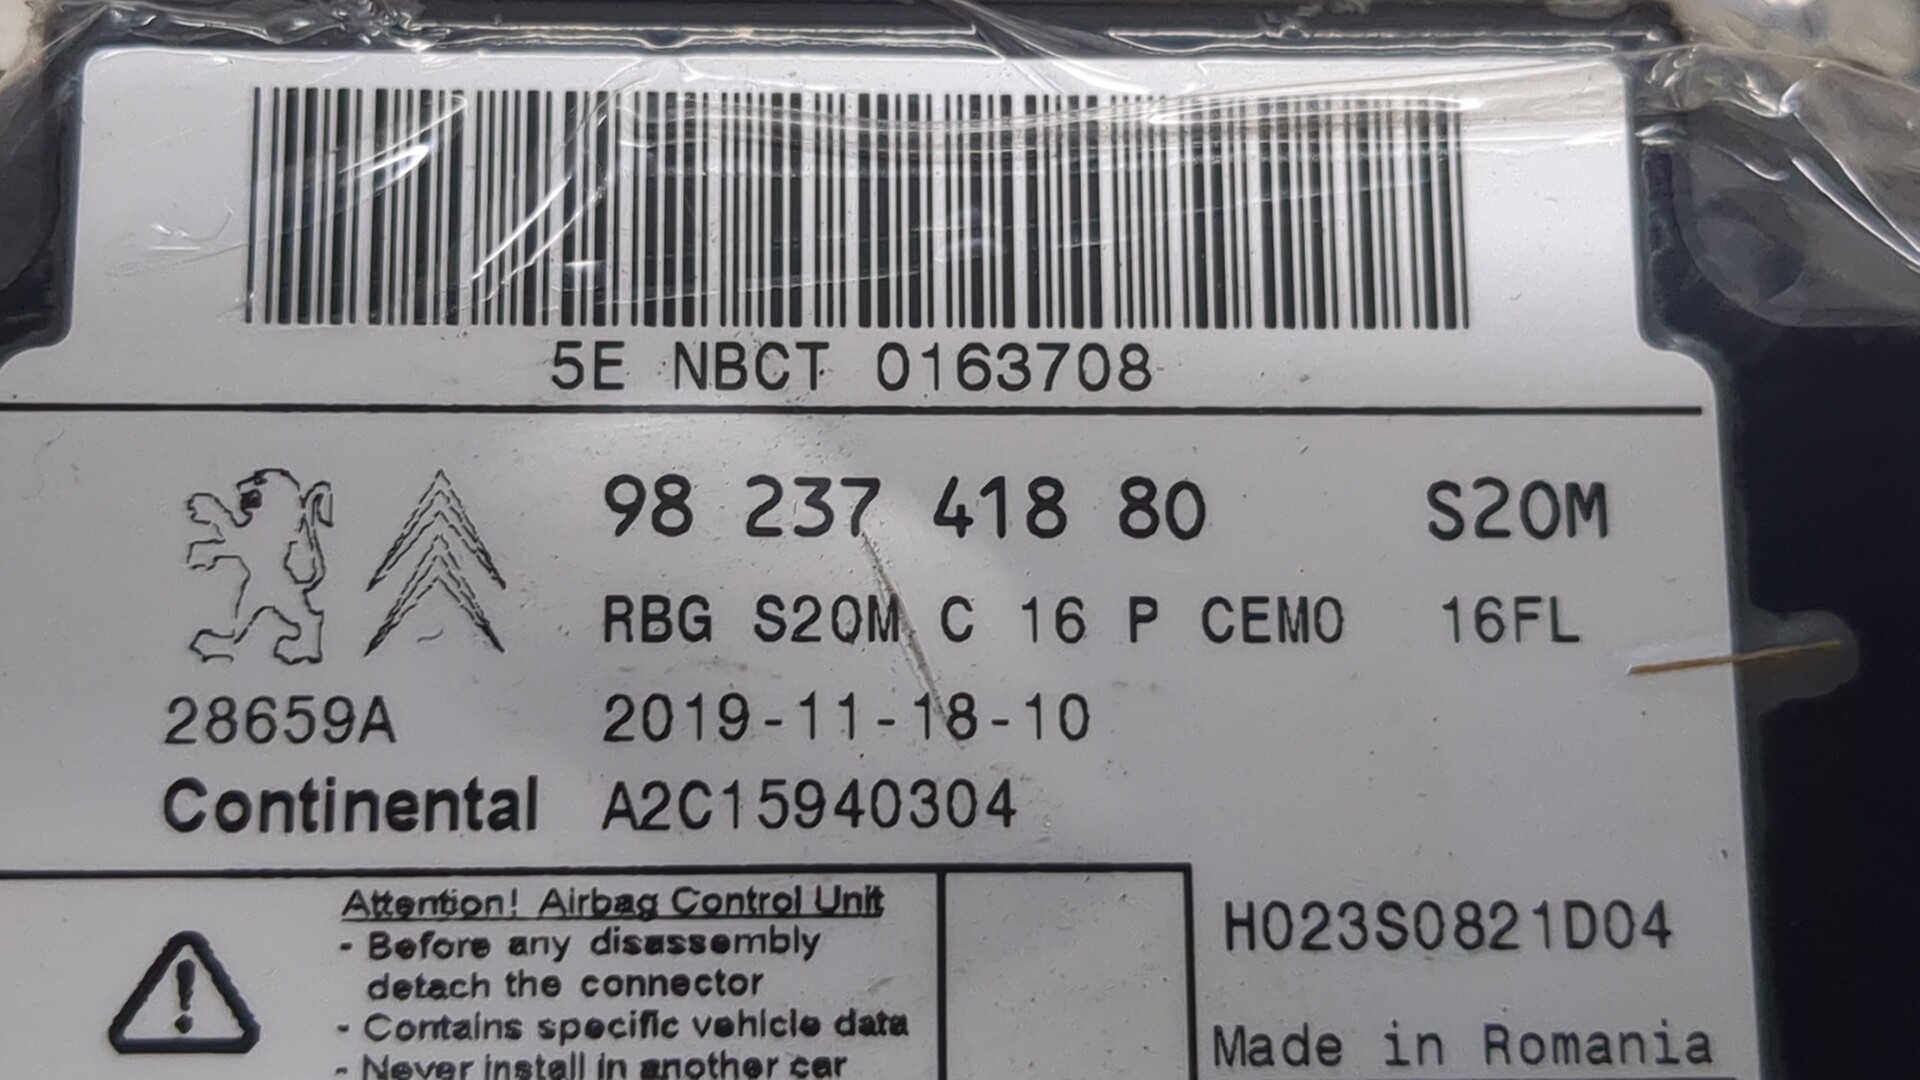 5E NBCT 0163708
98 237 418 80 S20M
RBG S20M C 16 P CEM0 16FL
28659A 2019-11-18-10
Continental A2C15940304
Attention! Airbag Control Unit
- Before any disassembly
detach the connector
- Contains specific vehicle data
- Never install in another car
H023S0821D04
Made in Romania